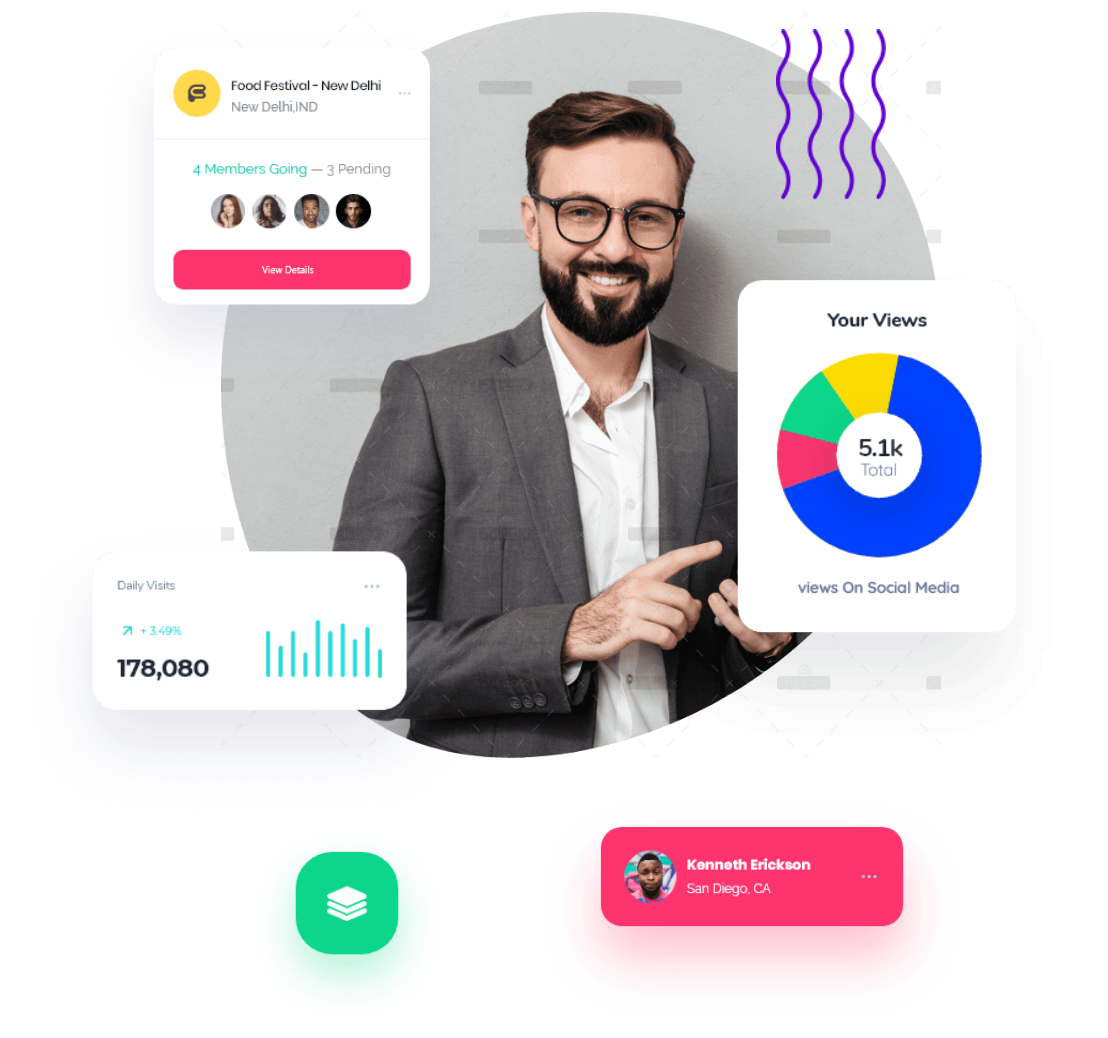 Food Festival - New Delhi
New Delhi,IND
4 Members Going — 3 Pending
View Details
Your Views
5.1k
Total
views On Social Media
Daily Visits
+ 3.49%
178,080
Kenneth Erickson
San Diego, CA